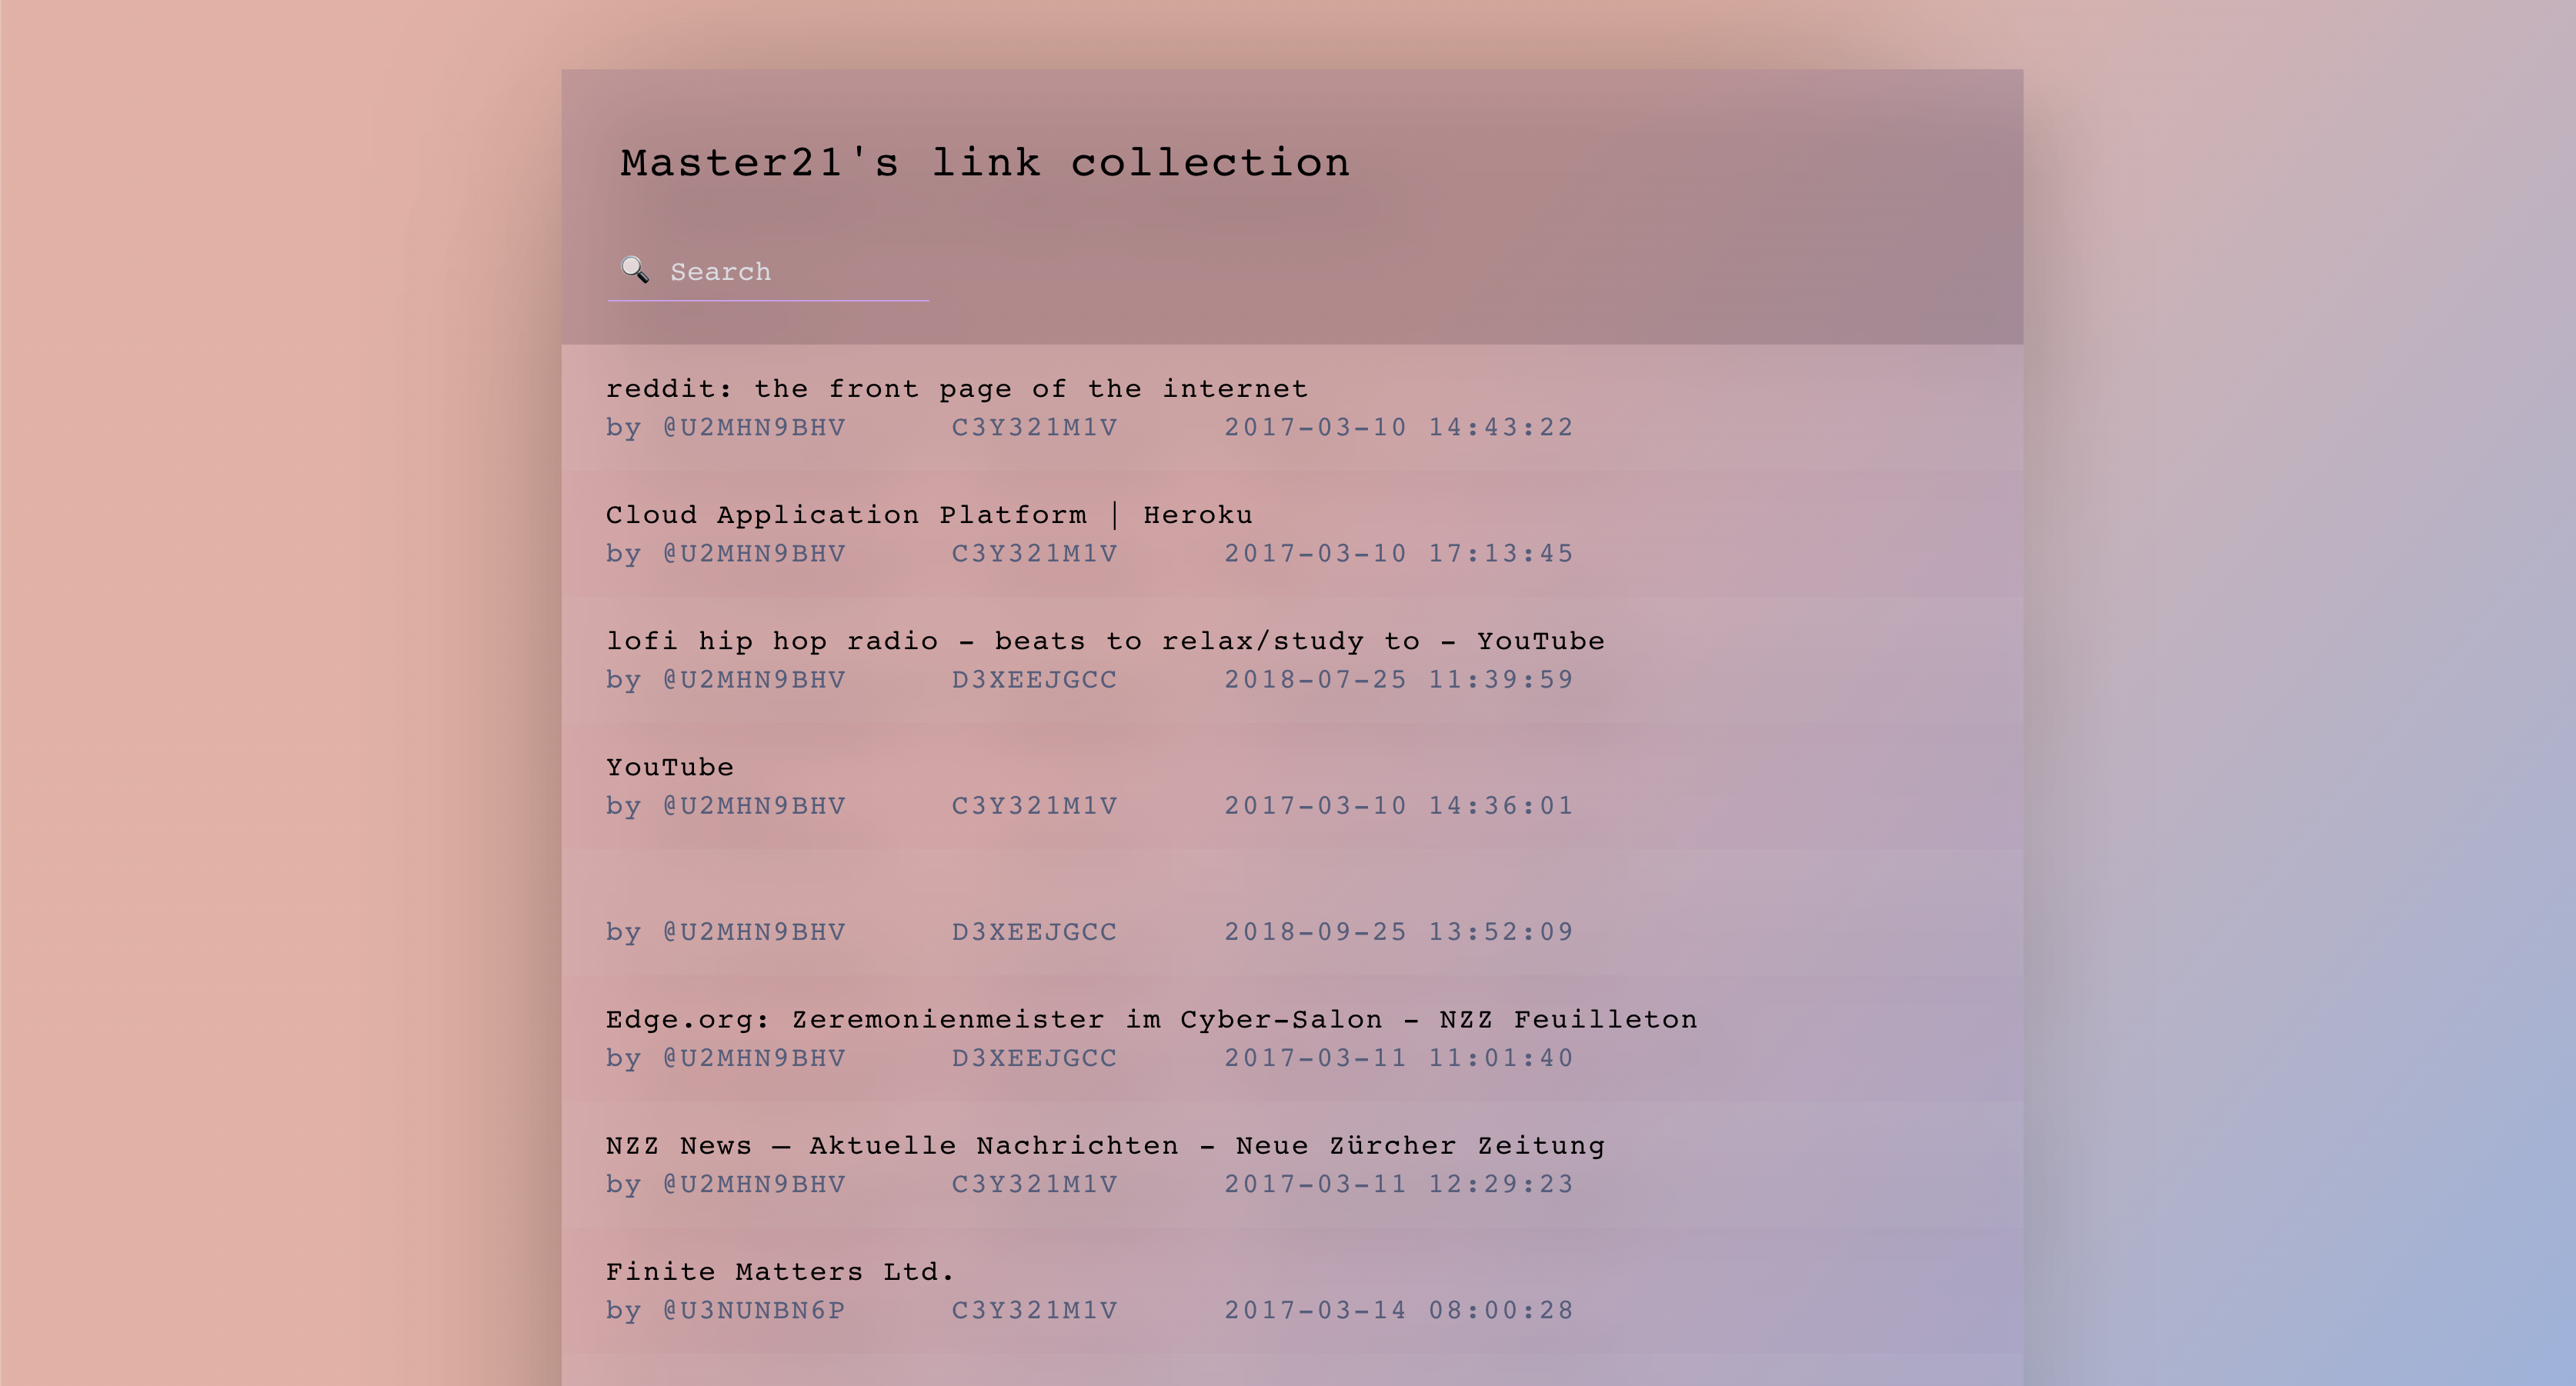 Master21's link collection
🔍 Search
reddit: the front page of the internet
by @U2MHN9BHV C3Y321M1V 2017-03-10 14:43:22
Cloud Application Platform | Heroku
by @U2MHN9BHV C3Y321M1V 2017-03-10 17:13:45
lofi hip hop radio - beats to relax/study to - YouTube
by @U2MHN9BHV D3XEEJGCC 2018-07-25 11:39:59
YouTube
by @U2MHN9BHV C3Y321M1V 2017-03-10 14:36:01
by @U2MHN9BHV D3XEEJGCC 2018-09-25 13:52:09
Edge.org: Zeremonienmeister im Cyber-Salon - NZZ Feuilleton
by @U2MHN9BHV D3XEEJGCC 2017-03-11 11:01:40
NZZ News – Aktuelle Nachrichten - Neue Zürcher Zeitung
by @U2MHN9BHV C3Y321M1V 2017-03-11 12:29:23
Finite Matters Ltd.
by @U3NUNBN6P C3Y321M1V 2017-03-14 08:00:28